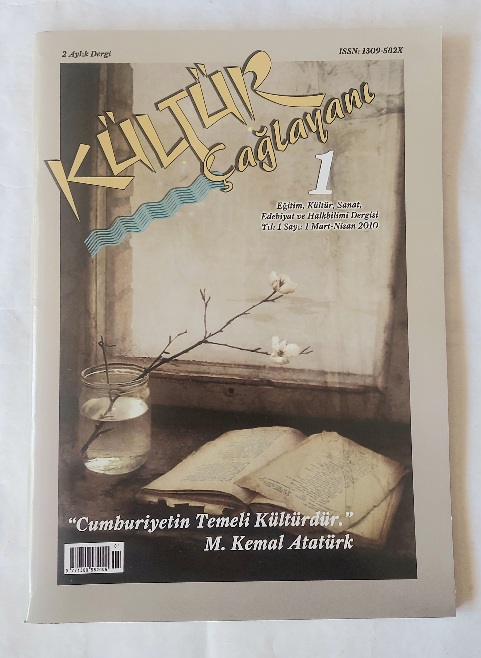 2 Aylık Dergi
ISSN: 1309-582X
KÜLTÜR
Çağlayanı
1
Eğitim, Kültür, Sanat,
Edebiyat ve Halkbilimi Dergisi
Yıl: 1 Sayı: 1 Mart-Nisan 2010
“Cumhuriyetin Temeli Kültürdür.”
M. Kemal Atatürk